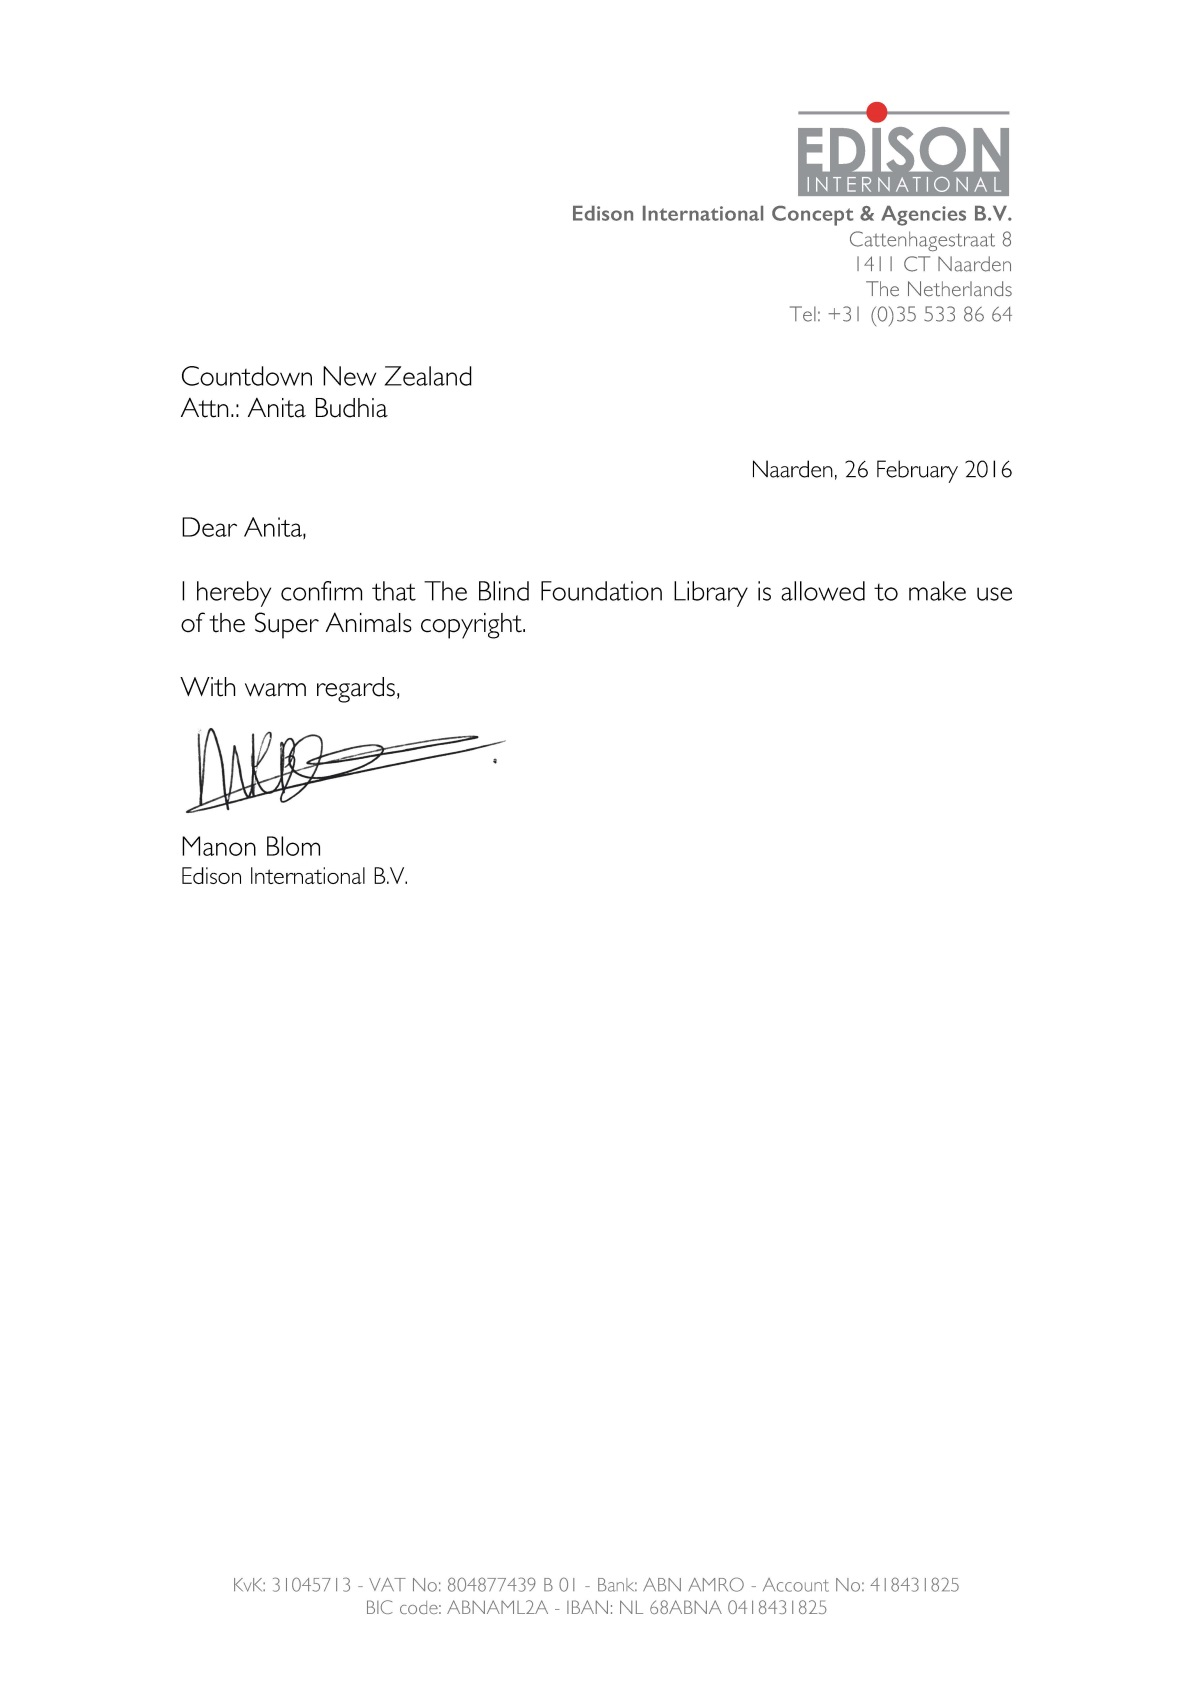 EDISON
INTERNATIONAL
Edison International Concept & Agencies B.V.
Cattenhagestraat 8
1411 CT Naarden
The Netherlands
Tel: +31 (0)35 533 86 64
Countdown New Zealand
Attn.: Anita Budhia
Naarden, 26 February 2016
Dear Anita,
I hereby confirm that The Blind Foundation Library is allowed to make use
of the Super Animals copyright.
With warm regards,
Manon Blom
Edison International B.V.
KvK: 31045713 - VAT No: 804877439 B 01 - Bank: ABN AMRO - Account No: 418431825
BIC code: ABNAML2A - IBAN: NL 68ABNA 0418431825